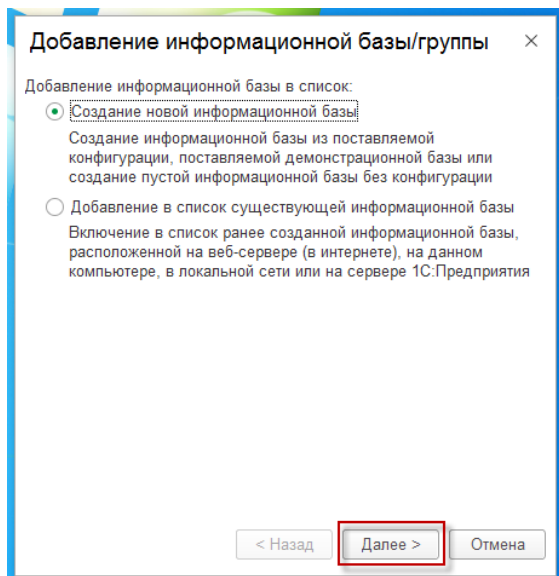 Добавление информационной базы/группы
Добавление информационной базы в список:
Создание новой информационной базы
Создание информационной базы из поставляемой
конфигурации, поставляемой демонстрационной базы или
создание пустой информационной базы без конфигурации
Добавление в список существующей информационной базы
Включение в список ранее созданной информационной базы,
расположенной на веб-сервере (в интернете), на данном
компьютере, в локальной сети или на сервере 1С:Предприятия
< Назад Далее > Отмена